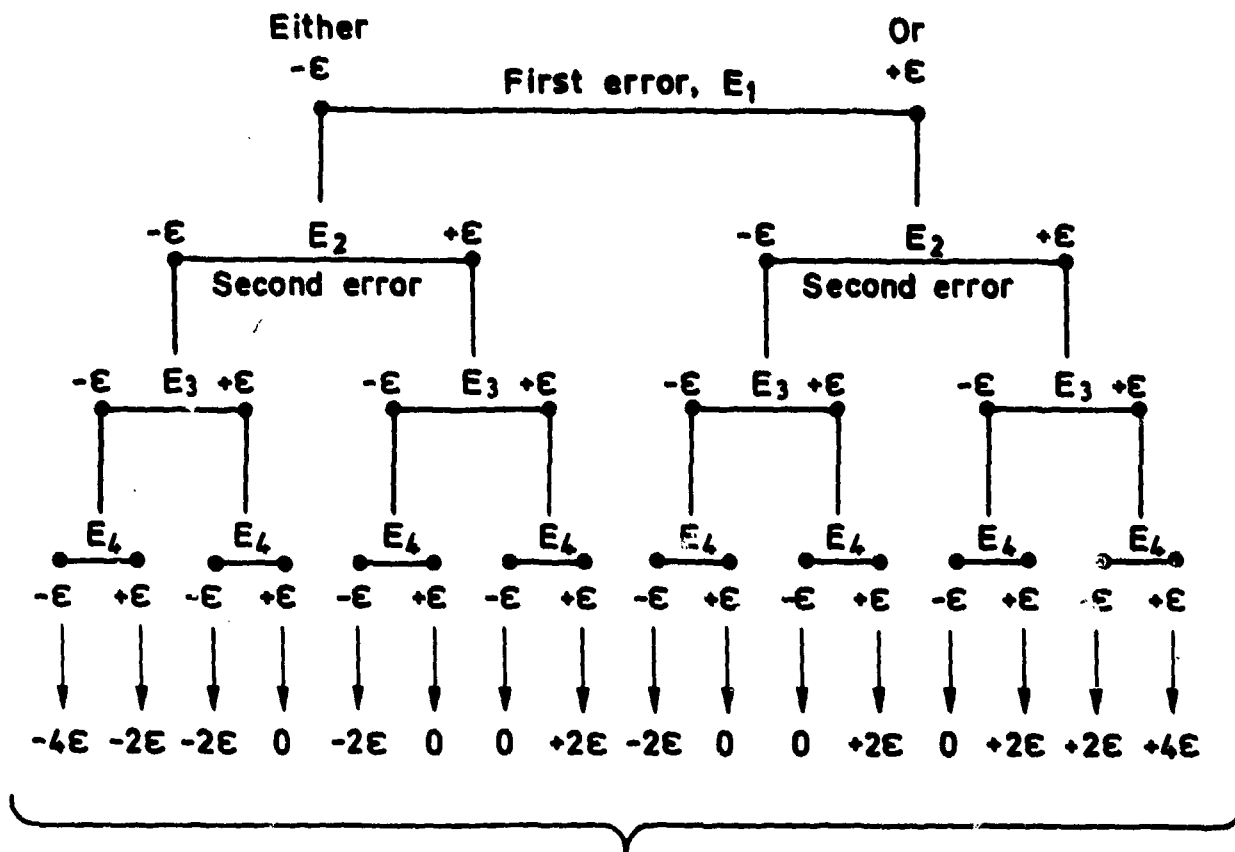 Either Or
-ε First error, E₁ +ε
-ε E₂ +ε -ε E₂ +ε
Second error Second error
-ε E₃ +ε -ε E₃ +ε -ε E₃ +ε -ε E₃ +ε
E₄ E₄ E₄ E₄ E₄ E₄ E₄ E₄
-ε +ε -ε +ε -ε +ε -ε +ε -ε +ε -ε +ε -ε +ε -ε +ε
-4ε -2ε -2ε 0 -2ε 0 0 +2ε -2ε 0 0 +2ε 0 +2ε +2ε +4ε